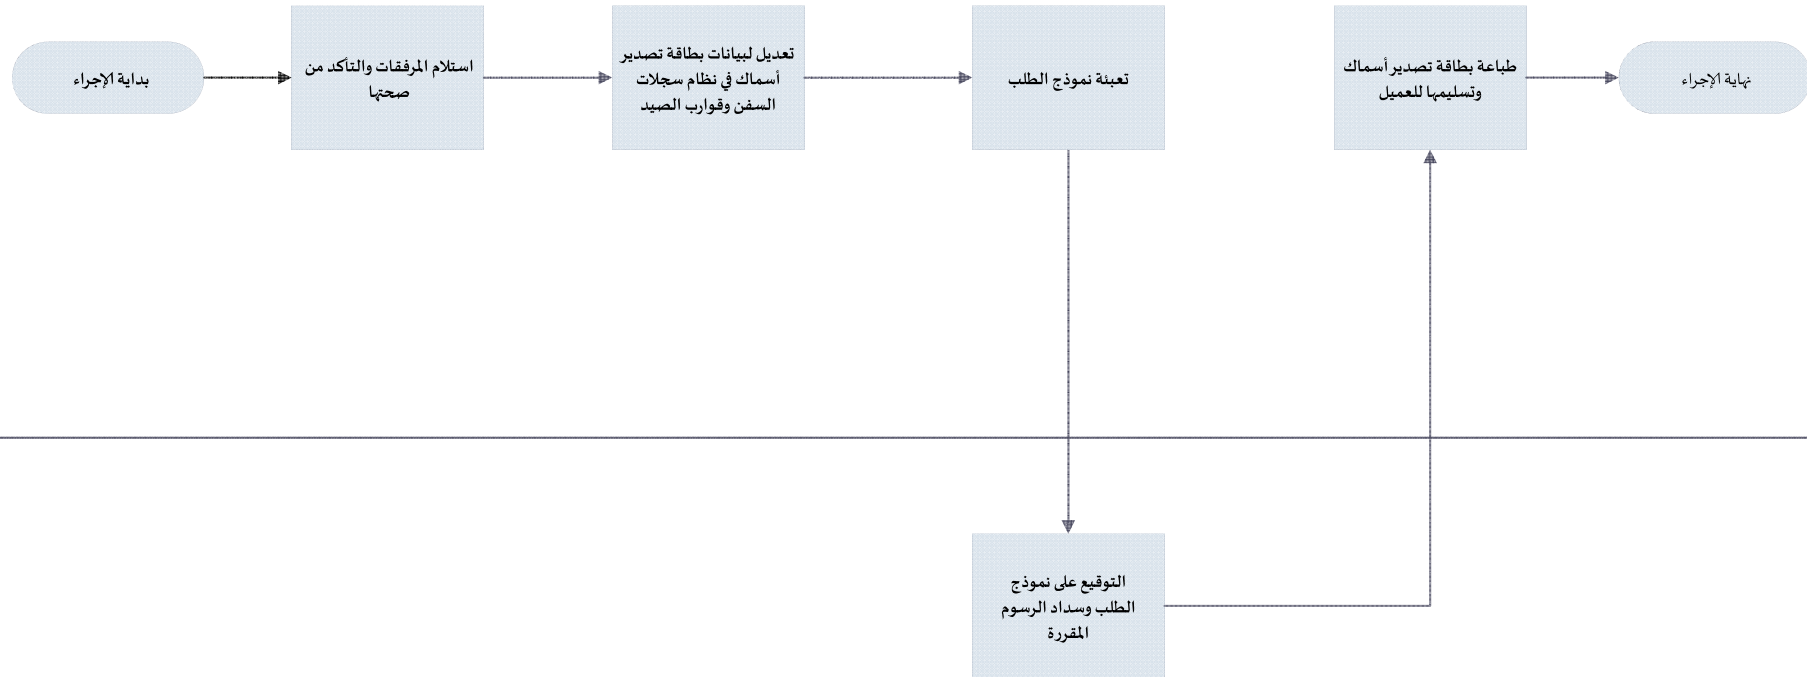 بداية الإجراء
استلام المرفقات والتأكد من
صحتها
تعديل لبيانات بطاقة تصدير
أسماك في نظام سجلات
السفن وقوارب الصيد
تعبئة نموذج الطلب
التوقيع على نموذج
الطلب وسداد الرسوم
المقررة
طباعة بطاقة تصدير أسماك
وتسليمها للعميل
نهاية الإجراء